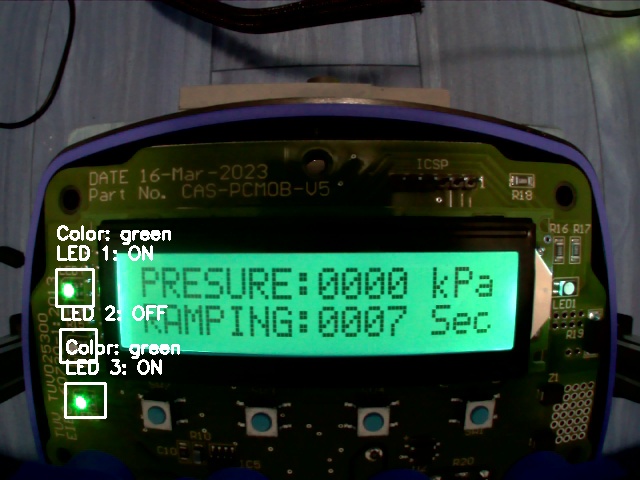 DATE 16-Mar-2023
Part No. CAS-PCMOB-V5
ICSP
1
R18
R16 R17
Color: green
LED 1: ON
PRESURE:0000 kPa
LED1
LED 2: OFF
RAMPING:0007 Sec
R19
Color: green
LED 3: ON
TUV025300
Z1
R10
C10
IC5
R20